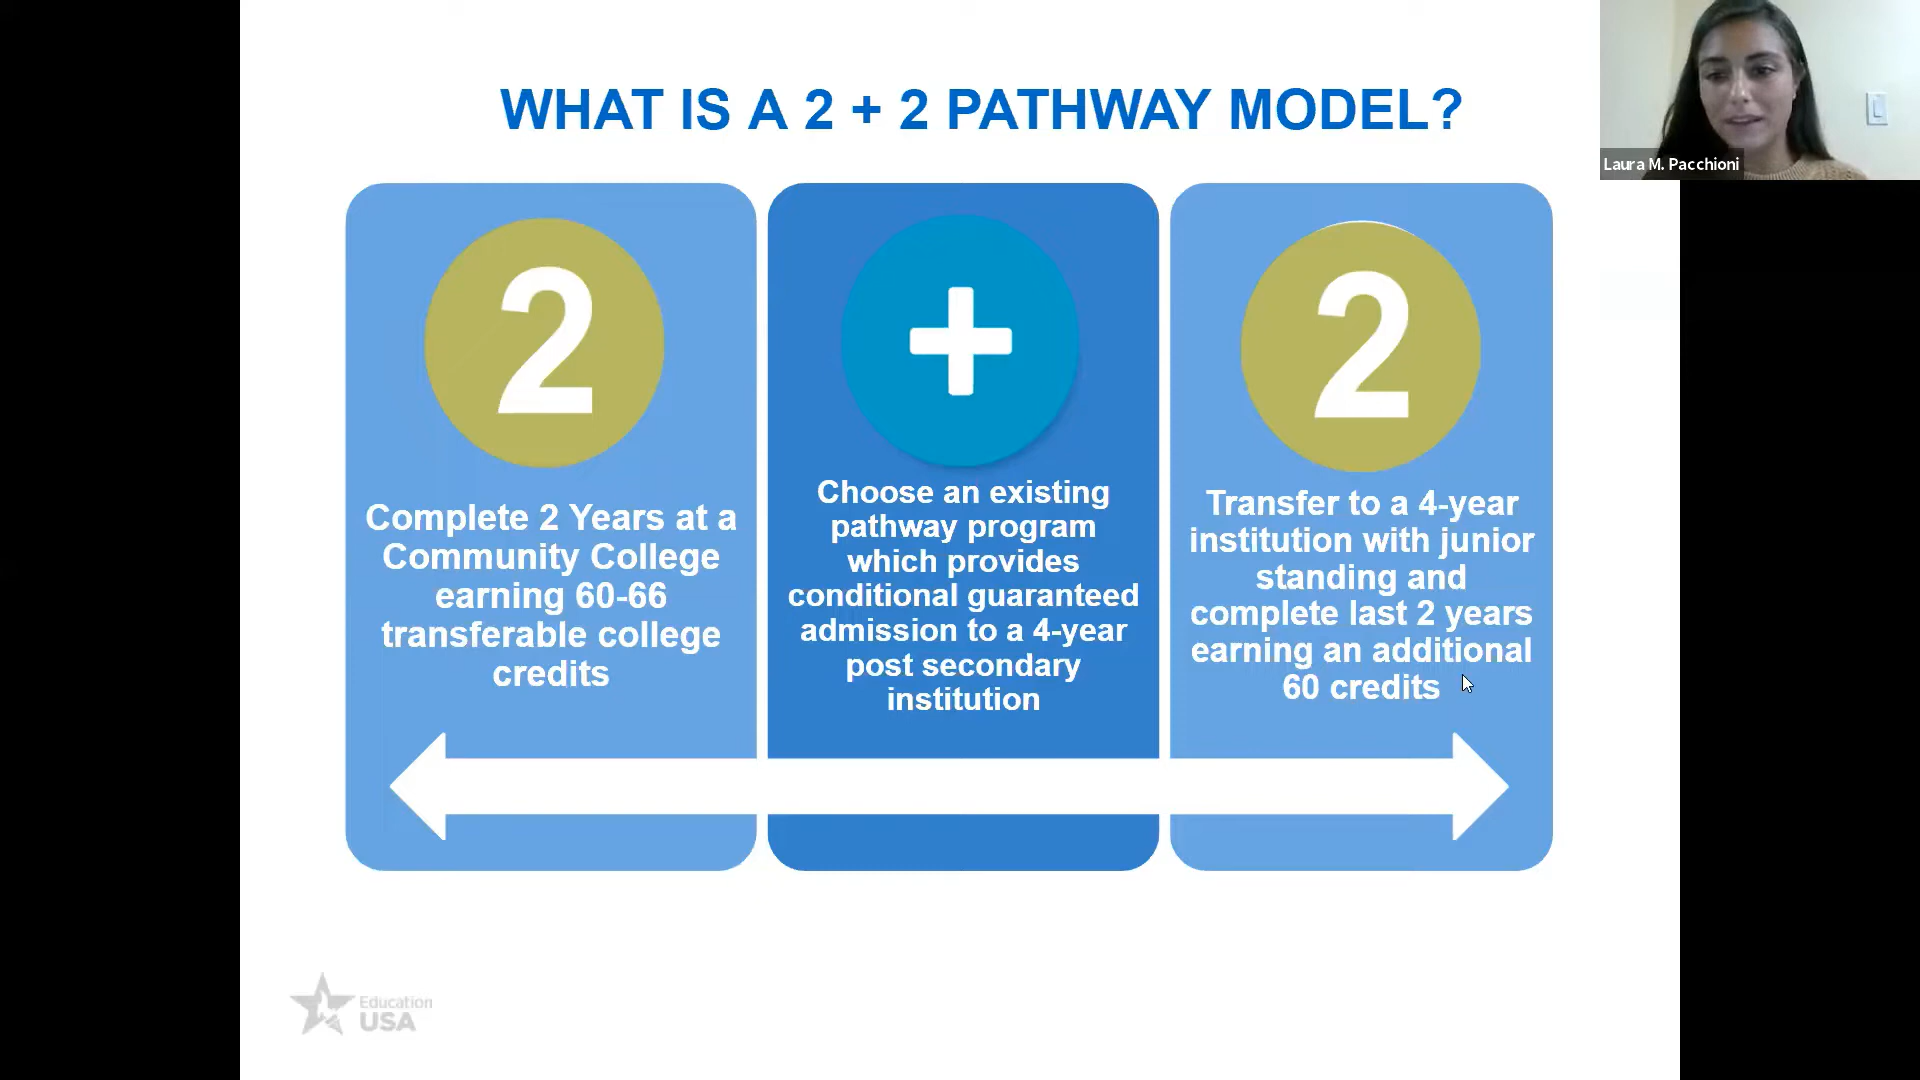 WHAT IS A 2 + 2 PATHWAY MODEL?
Laura M. Pacchioni
2
Complete 2 Years at a
Community College
earning 60-66
transferable college
credits
+
Choose an existing
pathway program
which provides
conditional guaranteed
admission to a 4-year
post secondary
institution
2
Transfer to a 4-year
institution with junior
standing and
complete last 2 years
earning an additional
60 credits
Education
USA